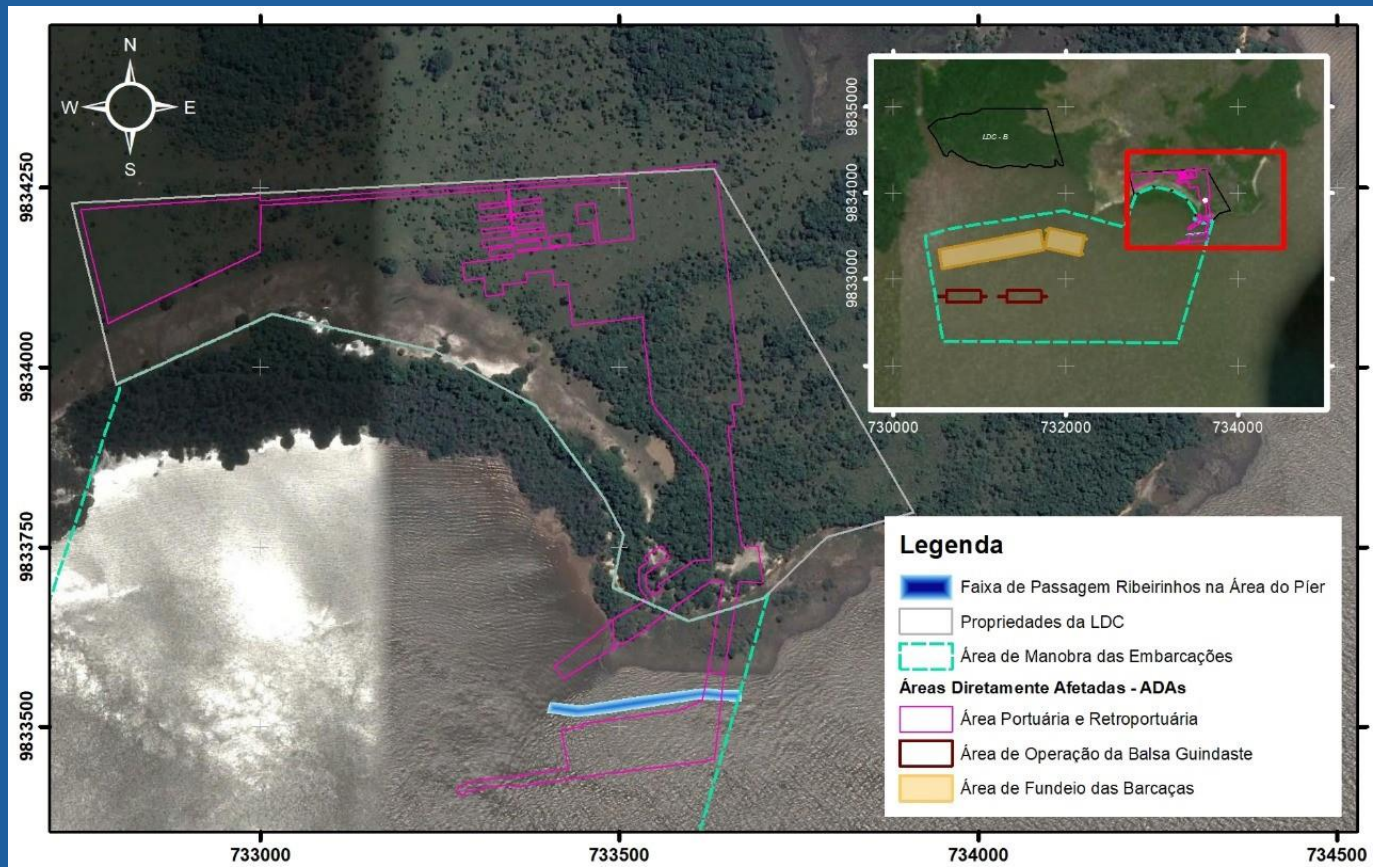 N
W
E
S
9834250
9834000
9833750
9833500
733000
733500
734000
734500
9835000
9834000
9833000
730000
732000
734000
LDC - B
Legenda
Faixa de Passagem Ribeirinhos na Área do Píer
Propriedades da LDC
Área de Manobra das Embarcações
Áreas Diretamente Afetadas - ADAs
Área Portuária e Retroportuária
Área de Operação da Balsa Guindaste
Área de Fundeio das Barcaças